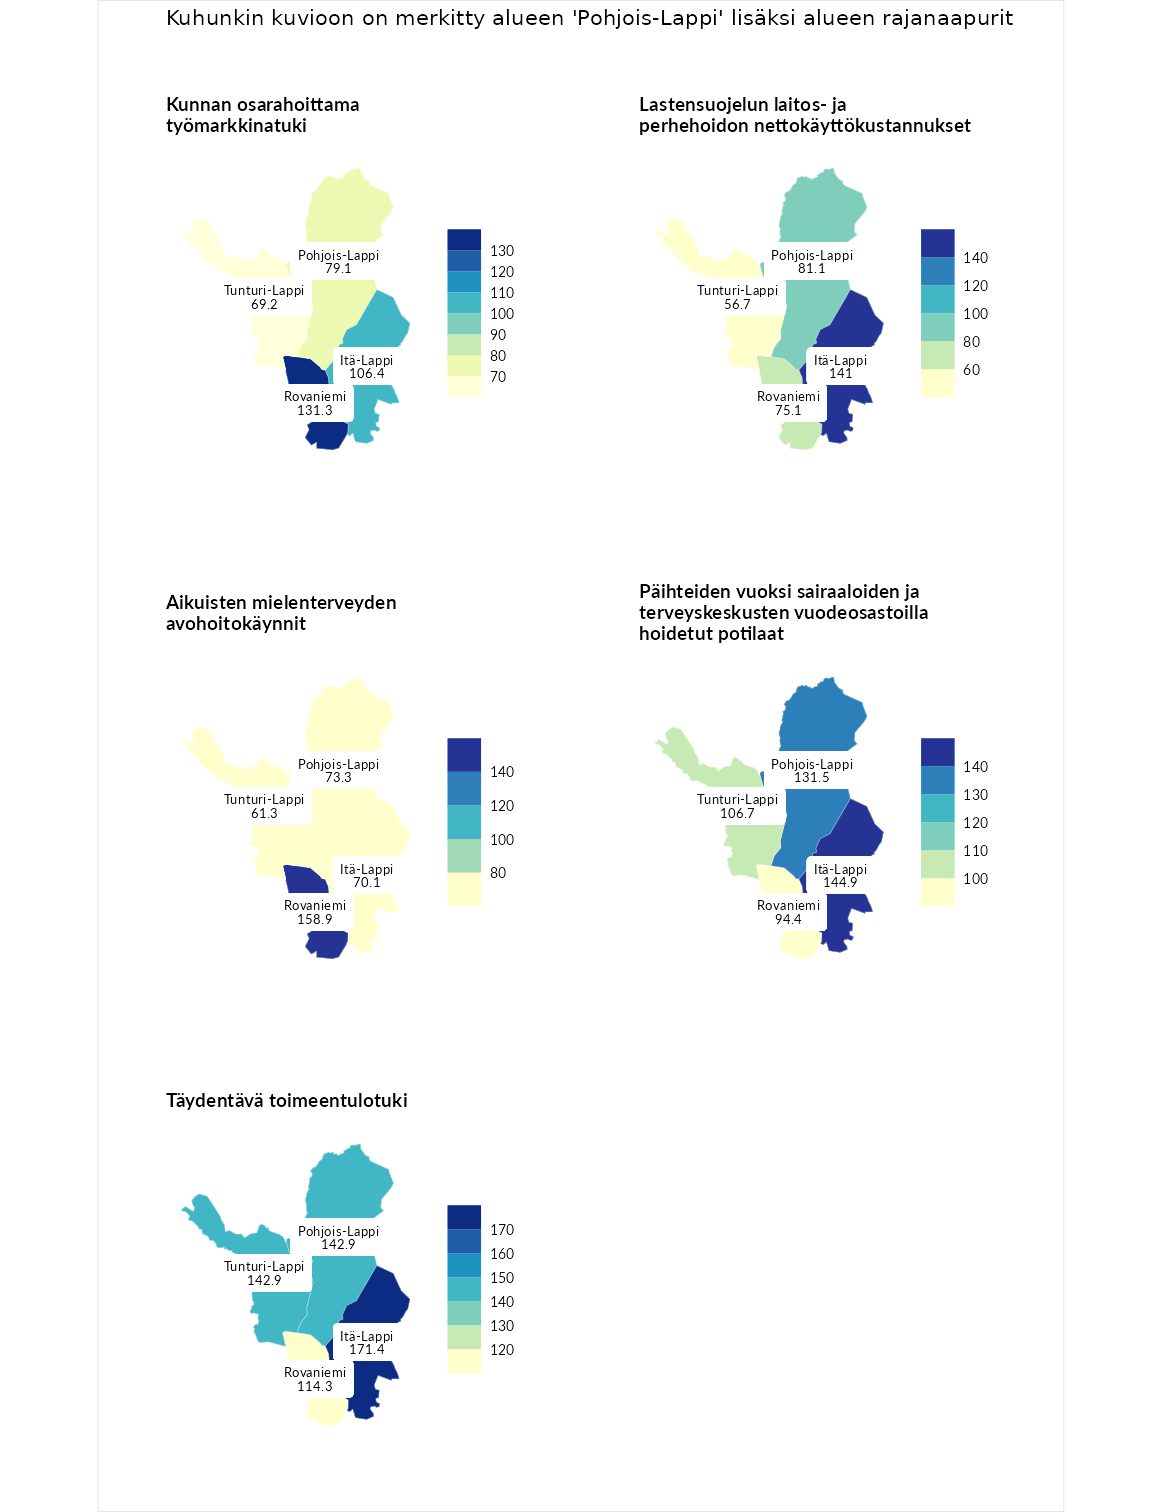 Kuhunkin kuvioon on merkitty alueen 'Pohjois-Lappi' lisäksi alueen rajanaapurit
Kunnan osarahoittama
työmarkkinatuki
Pohjois-Lappi
79.1
Tunturi-Lappi
69.2
Itä-Lappi
106.4
Rovaniemi
131.3
130
120
110
100
90
80
70
Lastensuojelun laitos- ja
perhehoidon nettokäyttökustannukset
Pohjois-Lappi
81.1
Tunturi-Lappi
56.7
Itä-Lappi
141
Rovaniemi
75.1
140
120
100
80
60
Aikuisten mielenterveyden
avohoitokäynnit
Pohjois-Lappi
73.3
Tunturi-Lappi
61.3
Itä-Lappi
70.1
Rovaniemi
158.9
140
120
100
80
Päihteiden vuoksi sairaaloiden ja
terveyskeskusten vuodeosastoilla
hoidetut potilaat
Pohjois-Lappi
131.5
Tunturi-Lappi
106.7
Itä-Lappi
144.9
Rovaniemi
94.4
140
130
120
110
100
Täydentävä toimeentulotuki
Pohjois-Lappi
142.9
Tunturi-Lappi
142.9
Itä-Lappi
171.4
Rovaniemi
114.3
170
160
150
140
130
120